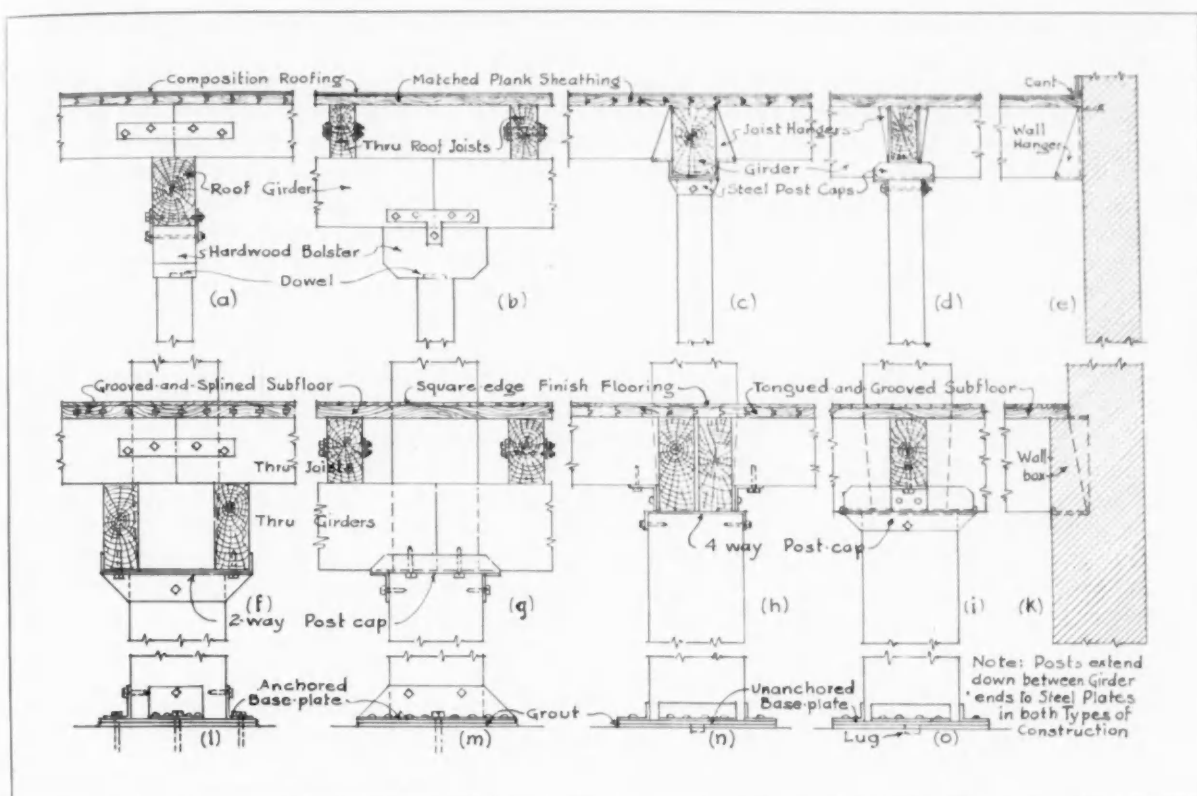 Composition Roofing
Matched Plank Sheathing
Cant
Thru Roof Joists
Joist Hangers
Wall
Hanger
Roof Girder
Girder
Steel Post Caps
Hardwood Bolster
Dowel
(a)
(b)
(c)
(d)
(e)
Grooved-and-Splined Subfloor
Square-edge Finish Flooring
Tongued and Grooved Subfloor
Thru Joists
Wall-
box
Thru Girders
4 way Post-cap
(f)
(g)
(h)
(i)
(k)
2-way Post cap
Note: Posts extend
down between Girder
ends to Steel Plates
in both Types of
Construction
Anchored
Base-plate
Unanchored
Base-plate
Grout
(l)
(m)
(n)
Lug
(o)